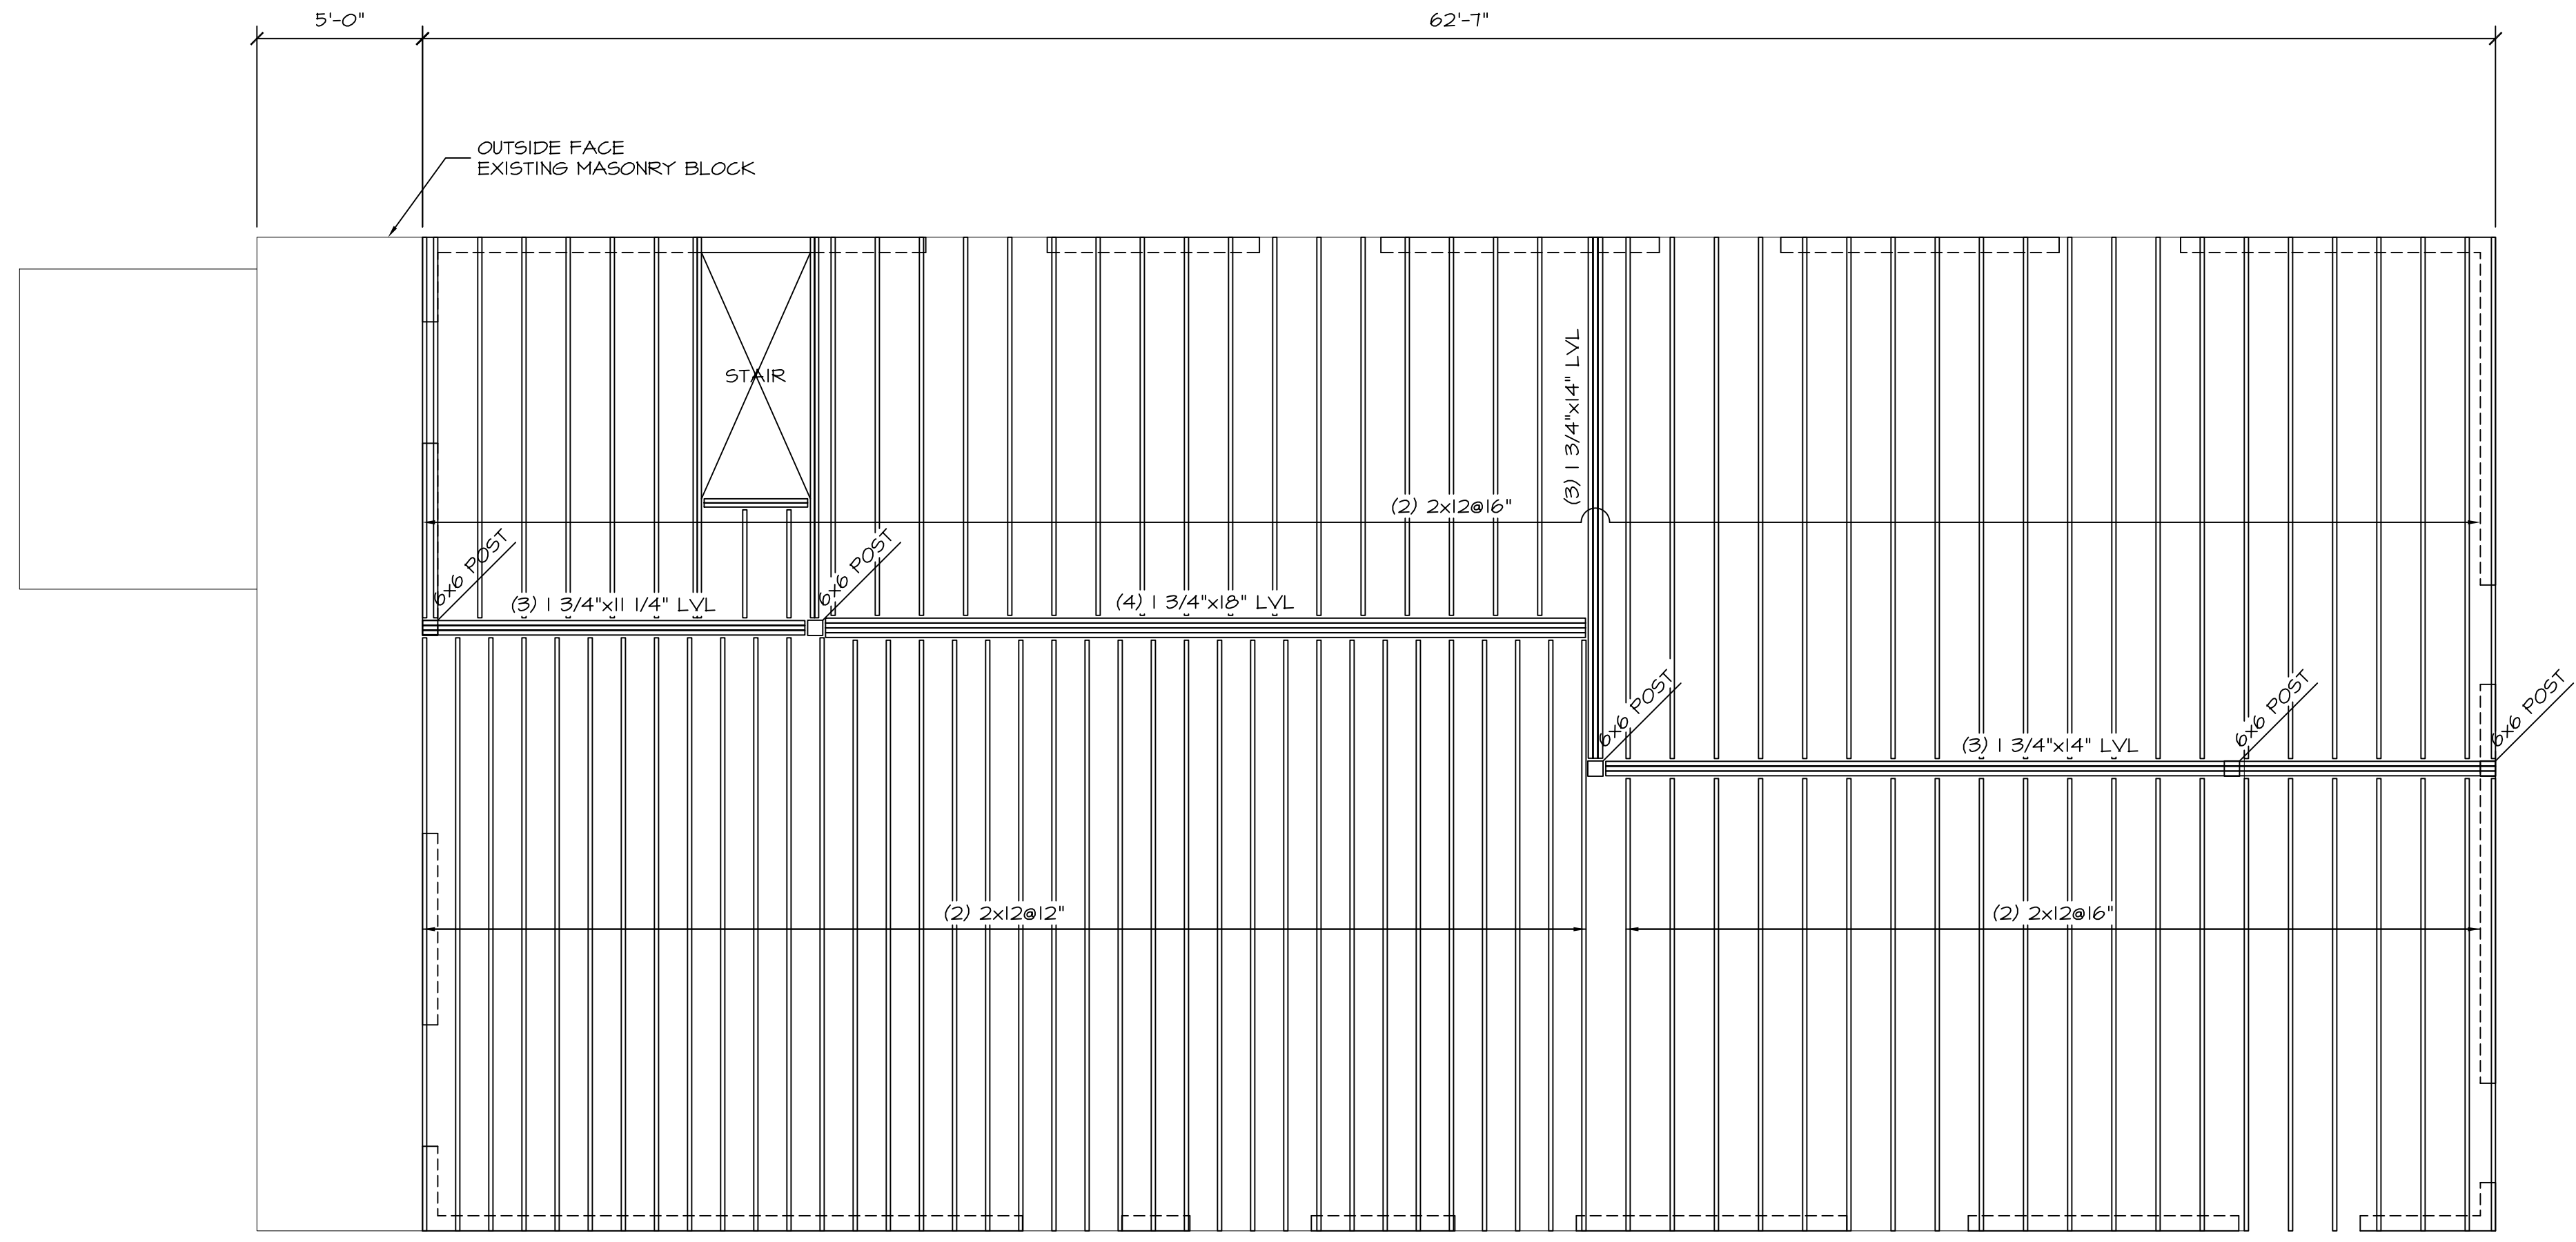 5'-0"
62'-7"
OUTSIDE FACE
EXISTING MASONRY BLOCK
STAIR
(3) 1 3/4"x14" LVL
(2) 2x12@16"
6x6 POST
6x6 POST
(3) 1 3/4"x11 1/4" LVL
(4) 1 3/4"x18" LVL
6x6 POST
6x6 POST
6x6 POST
(3) 1 3/4"x14" LVL
(2) 2x12@12"
(2) 2x12@16"